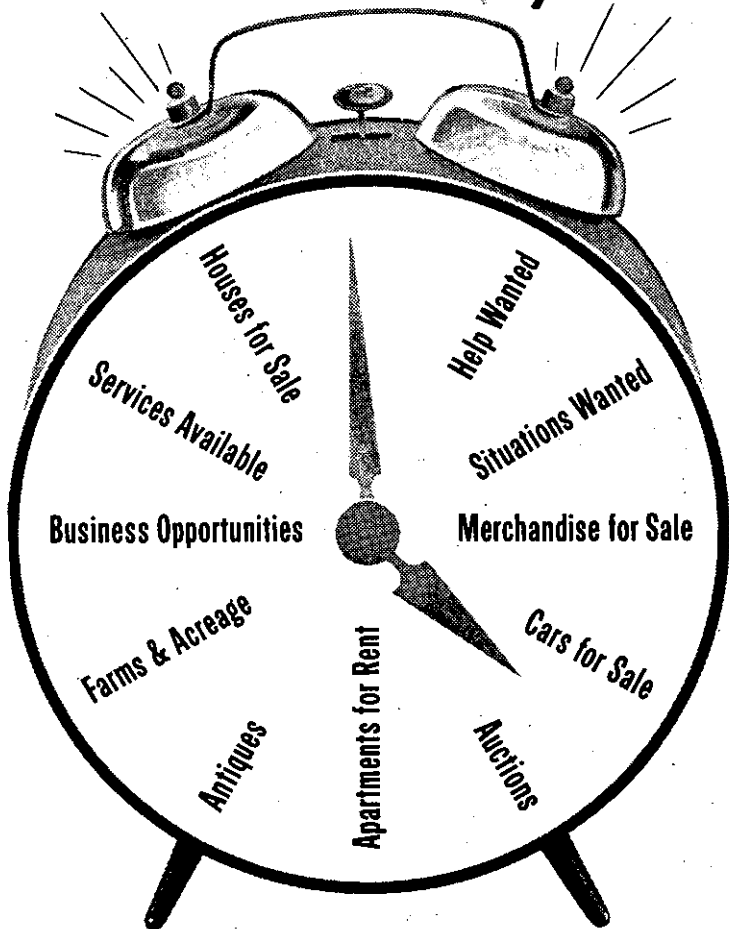 Help Wanted
Situations Wanted
Merchandise for Sale
Cars for Sale
Auctions
Apartments for Rent
Antiques
Farms & Acreage
Business Opportunities
Services Available
Houses for Sale